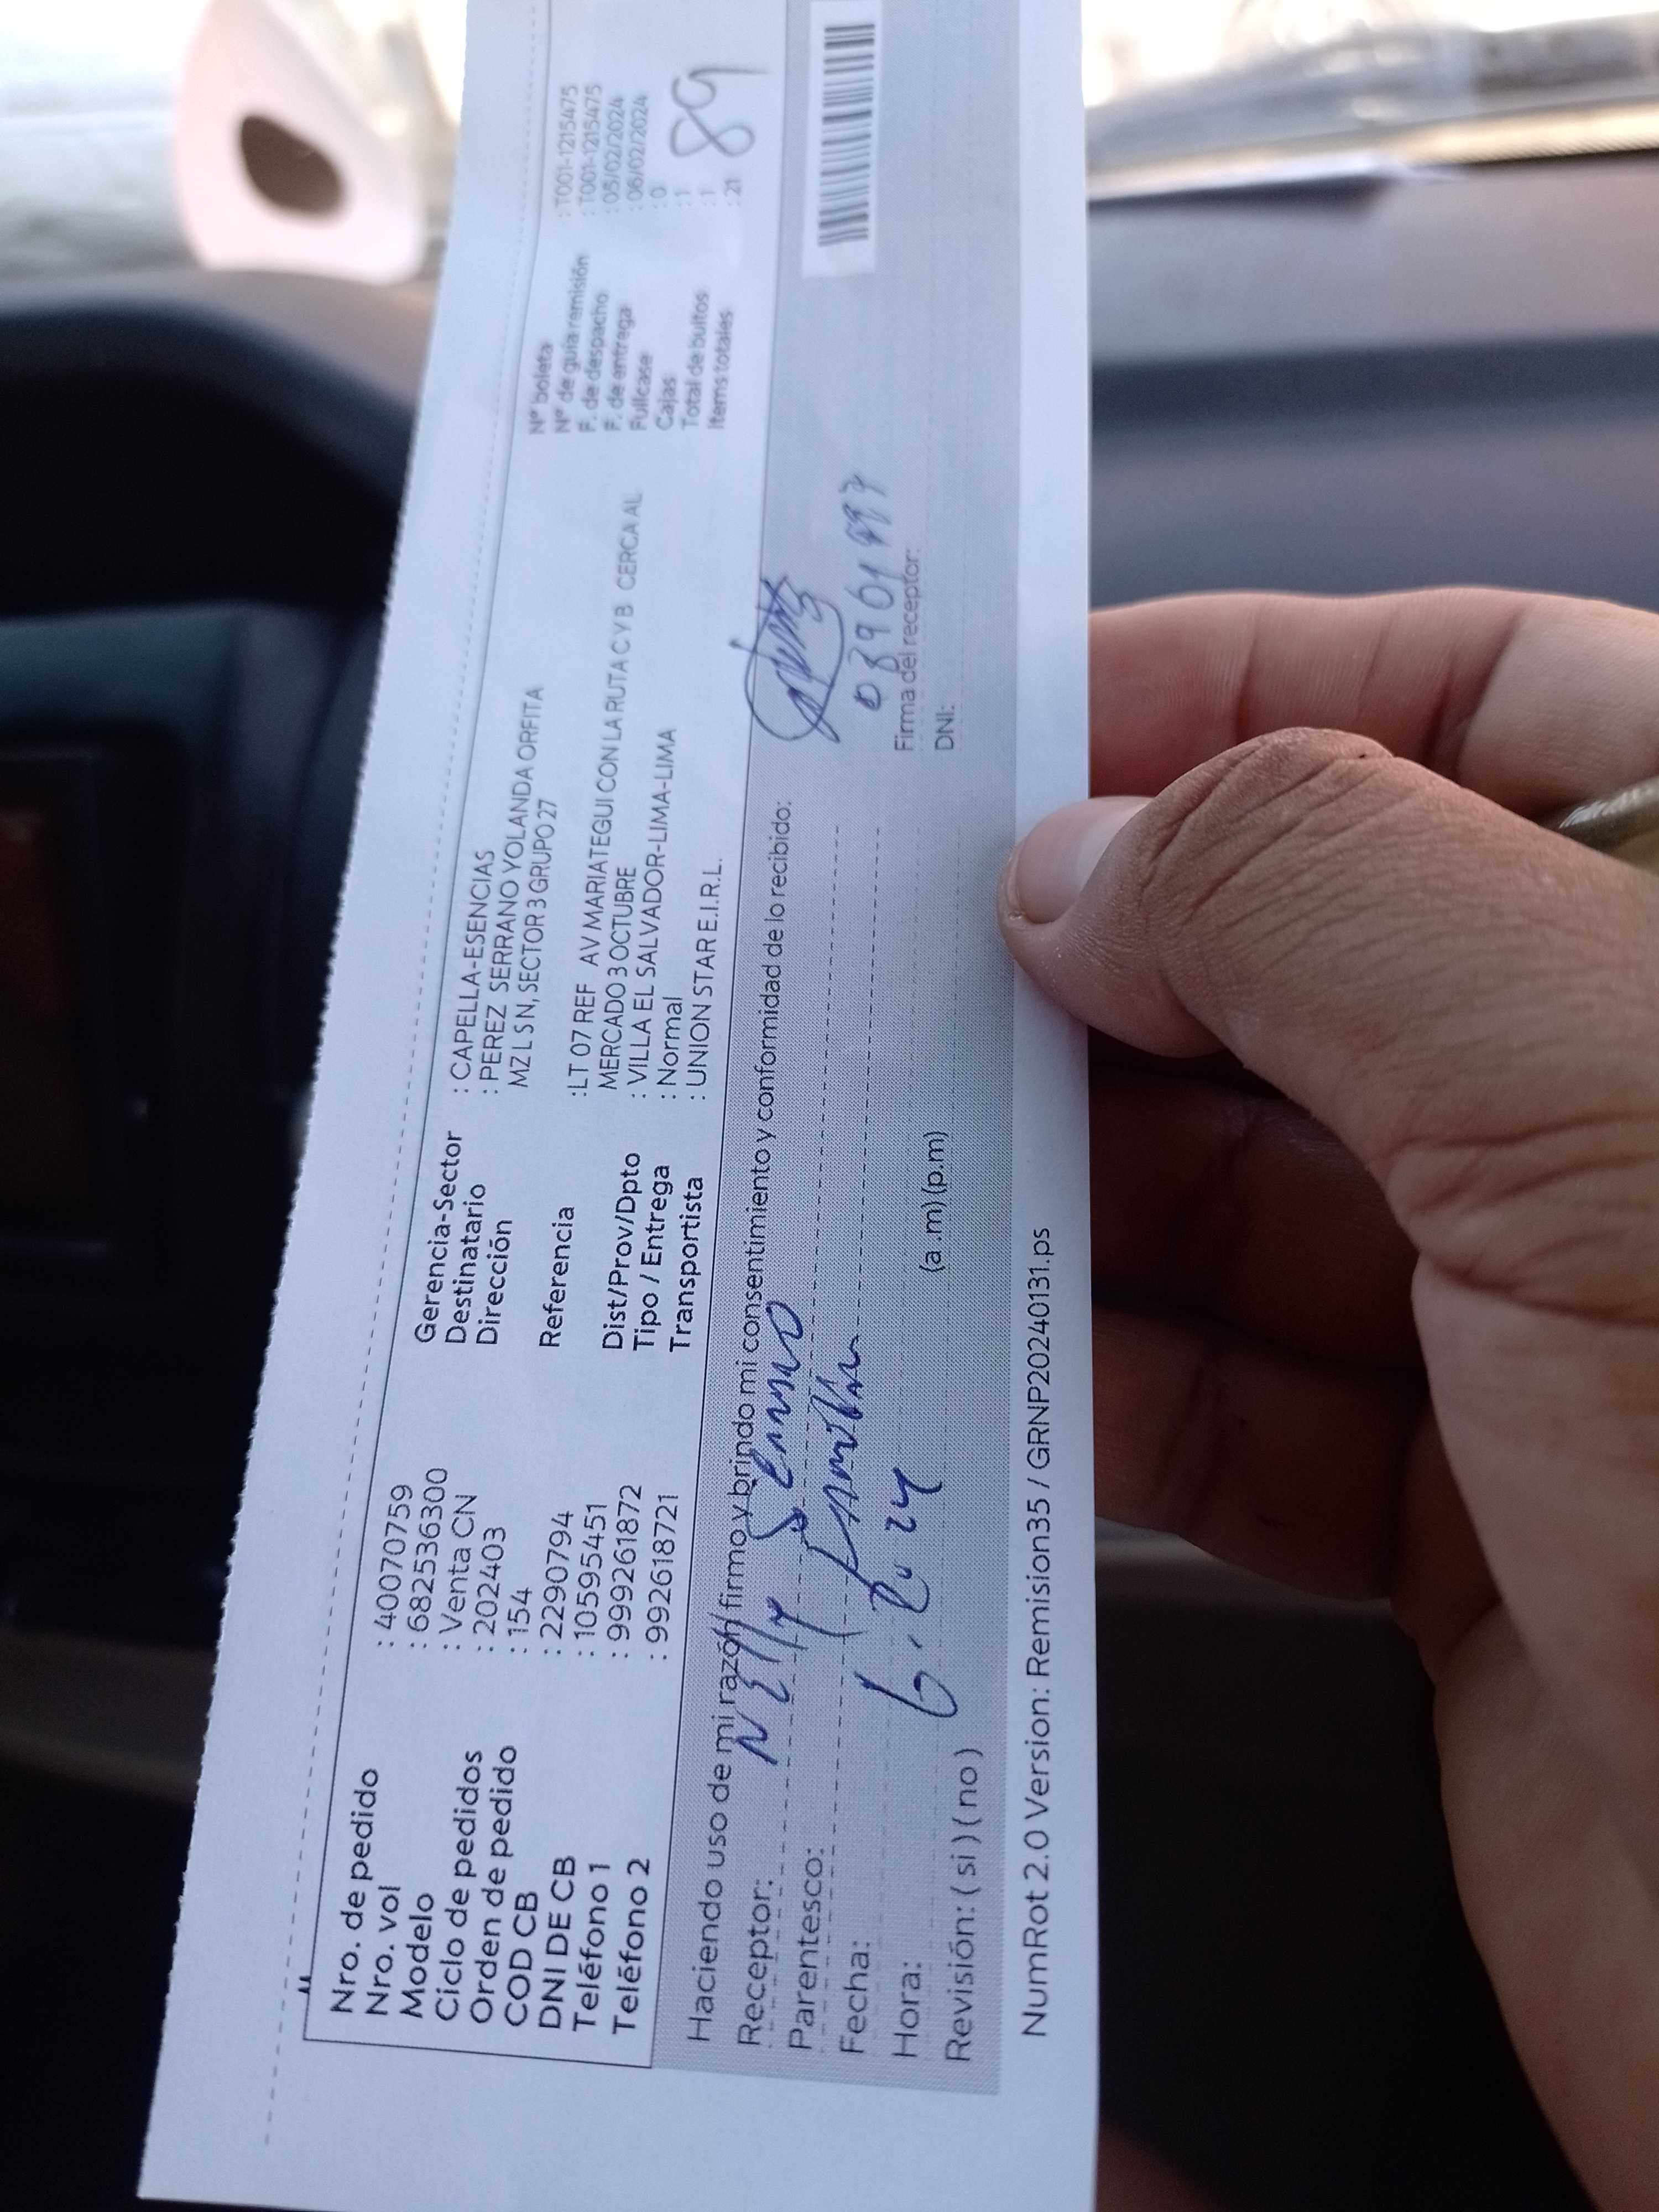 Nro. de pedido : 40070759
Nro. vol : 682536300
Modelo : Venta CN
Ciclo de pedidos : 202403
Orden de pedido : 154
COD CB : 2290794
DNI DE CB : 10595451
Teléfono 1 : 999261872
Teléfono 2 : 992618721
Gerencia-Sector : CAPELLA-ESENCIAS
Destinatario : PEREZ SERRANO YOLANDA ORFITA
Dirección MZ L S N, SECTOR 3 GRUPO 27
Referencia :LT 07 REF AV MARIATEGUI CON LA RUTA C V B CERCA AL
MERCADO 3 OCTUBRE
Dist/Prov/Dpto : VILLA EL SALVADOR-LIMA-LIMA
Tipo / Entrega : Normal
Transportista : UNION STAR E.I.R.L.
N° boleta : T001-1215475
N° de guía remisión : T001-1215475
F. de despacho : 05/02/2024
F. de entrega : 06/02/2024
Fullcase : 0
Cajas : 1
Total de bultos : 1
Items totales : 21
89
Haciendo uso de mi razón firmo y brindo mi consentimiento y conformidad de lo recibido:
Receptor: Nelly Serrano
Parentesco:
Fecha:
Hora: (a.m) (p.m)
Revisión: ( si ) ( no )
Firma del receptor:
DNI:
NumRot 2.0 Version: Remision35 / GRNP20240131.ps